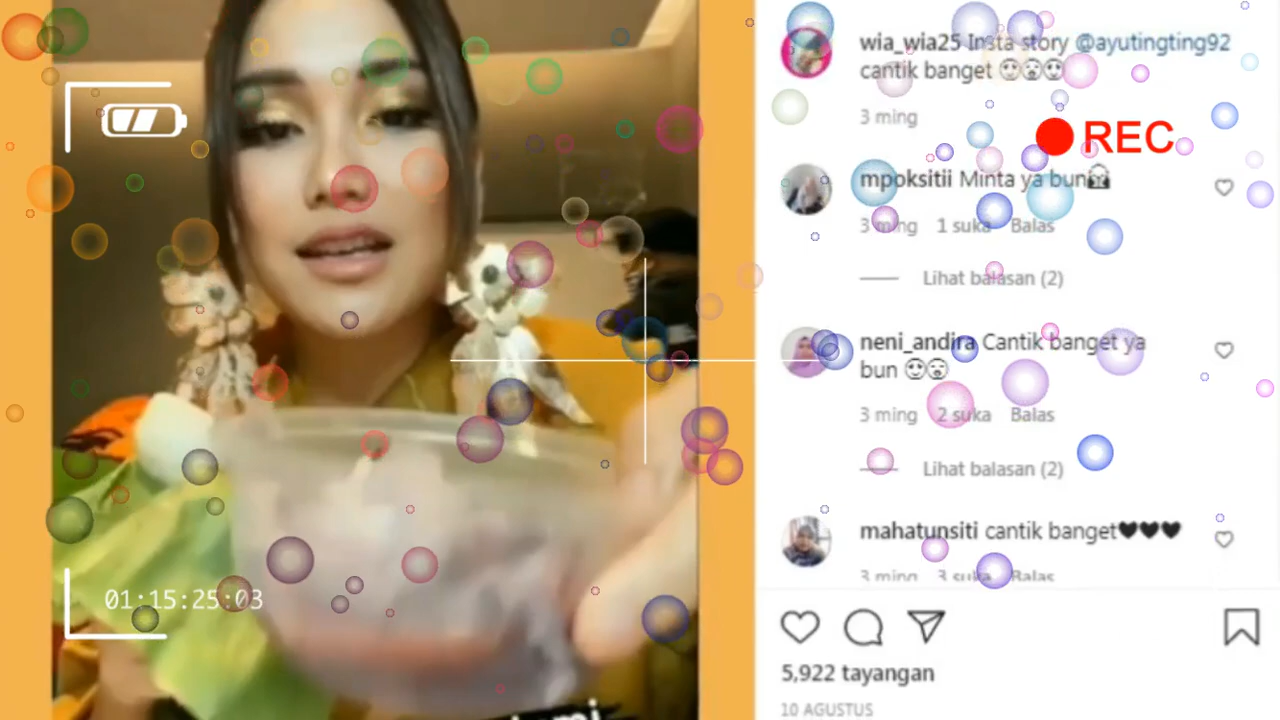 wia_wia25 Insta story @ayutingting92
cantik banget
3 ming
REC
mpoksitii Minta ya bun
3 ming 1 suka Balas
Lihat balasan (2)
neni_andira Cantik banget ya
bun
3 ming 2 suka Balas
Lihat balasan (2)
mahatunsiti cantik banget🖤🖤🖤
3 ming 3 suka Balas
01:15:25:03
5,922 tayangan
10 AGUSTUS